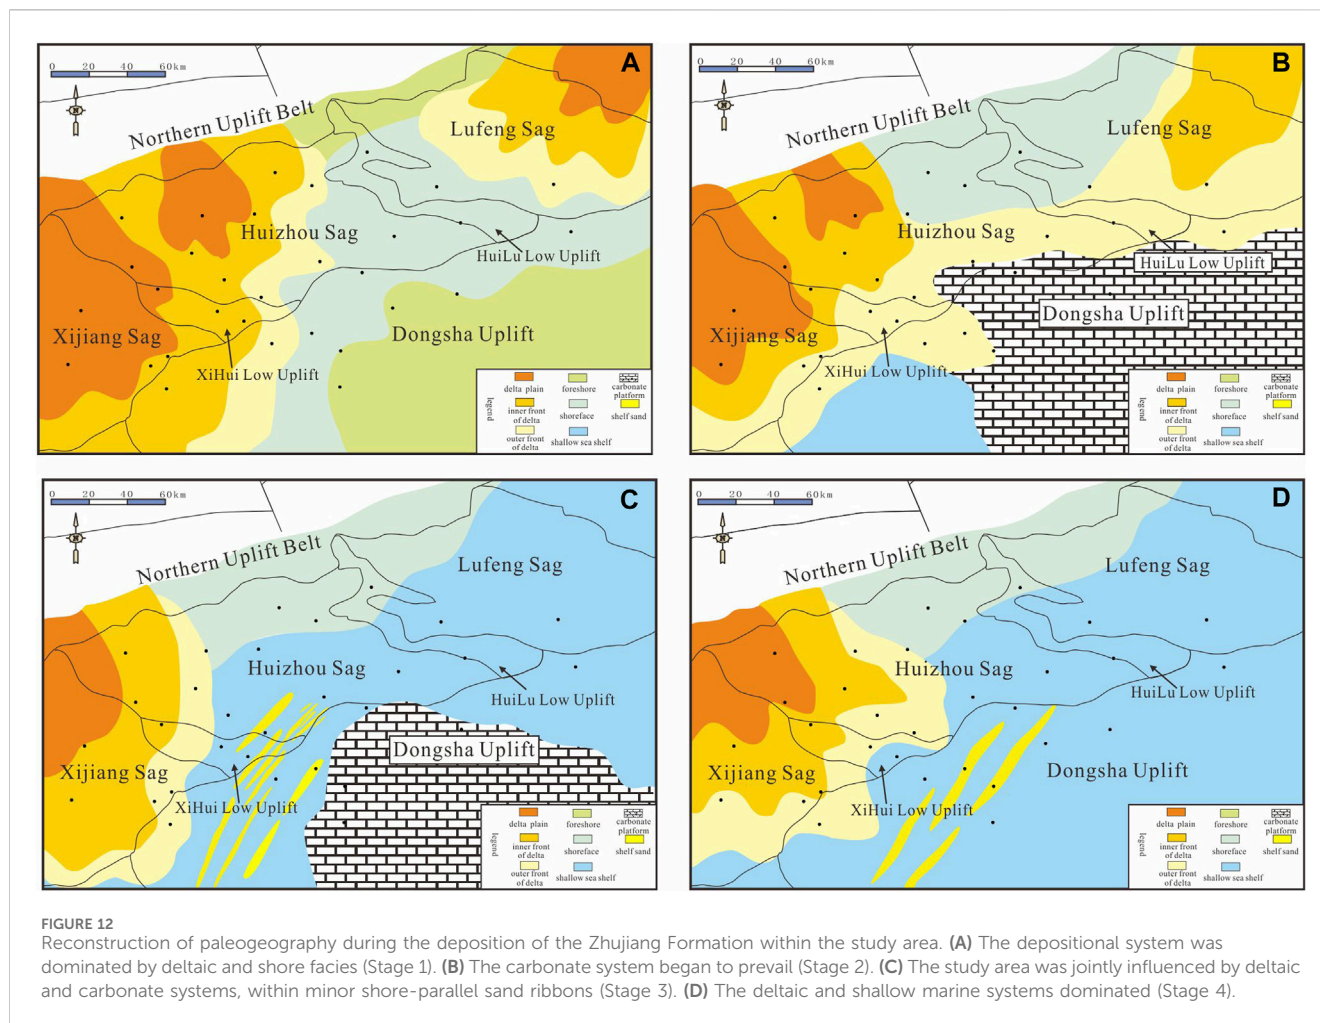 0 20 40 60km
A
N
Northern Uplift Belt
Lufeng Sag
Huizhou Sag
HuiLu Low Uplift
Xijiang Sag
Dongsha Uplift
XiHui Low Uplift
legend
delta plain
foreshore
carbonate
platform
inner front
of delta
shoreface
shelf sand
outer front
of delta
shallow sea shelf
0 20 40 60km
B
N
Northern Uplift Belt
Lufeng Sag
Huizhou Sag
HuiLu Low Uplift
Dongsha Uplift
Xijiang Sag
XiHui Low Uplift
legend
delta plain
foreshore
carbonate
platform
inner front
of delta
shoreface
shelf sand
outer front
of delta
shallow sea shelf
0 20 40 60km
C
N
Northern Uplift Belt
Lufeng Sag
Huizhou Sag
HuiLu Low Uplift
Dongsha Uplift
Xijiang Sag
XiHui Low Uplift
legend
delta plain
foreshore
carbonate
platform
inner front
of delta
shoreface
shelf sand
outer front
of delta
shallow sea shelf
0 20 40 60km
D
N
Northern Uplift Belt
Lufeng Sag
Huizhou Sag
HuiLu Low Uplift
Xijiang Sag
Dongsha Uplift
XiHui Low Uplift
legend
delta plain
foreshore
carbonate
platform
inner front
of delta
shoreface
shelf sand
outer front
of delta
shallow sea shelf
FIGURE 12
Reconstruction of paleogeography during the deposition of the Zhujiang Formation within the study area. (A) The depositional system was
dominated by deltaic and shore facies (Stage 1). (B) The carbonate system began to prevail (Stage 2). (C) The study area was jointly influenced by deltaic
and carbonate systems, within minor shore-parallel sand ribbons (Stage 3). (D) The deltaic and shallow marine systems dominated (Stage 4).